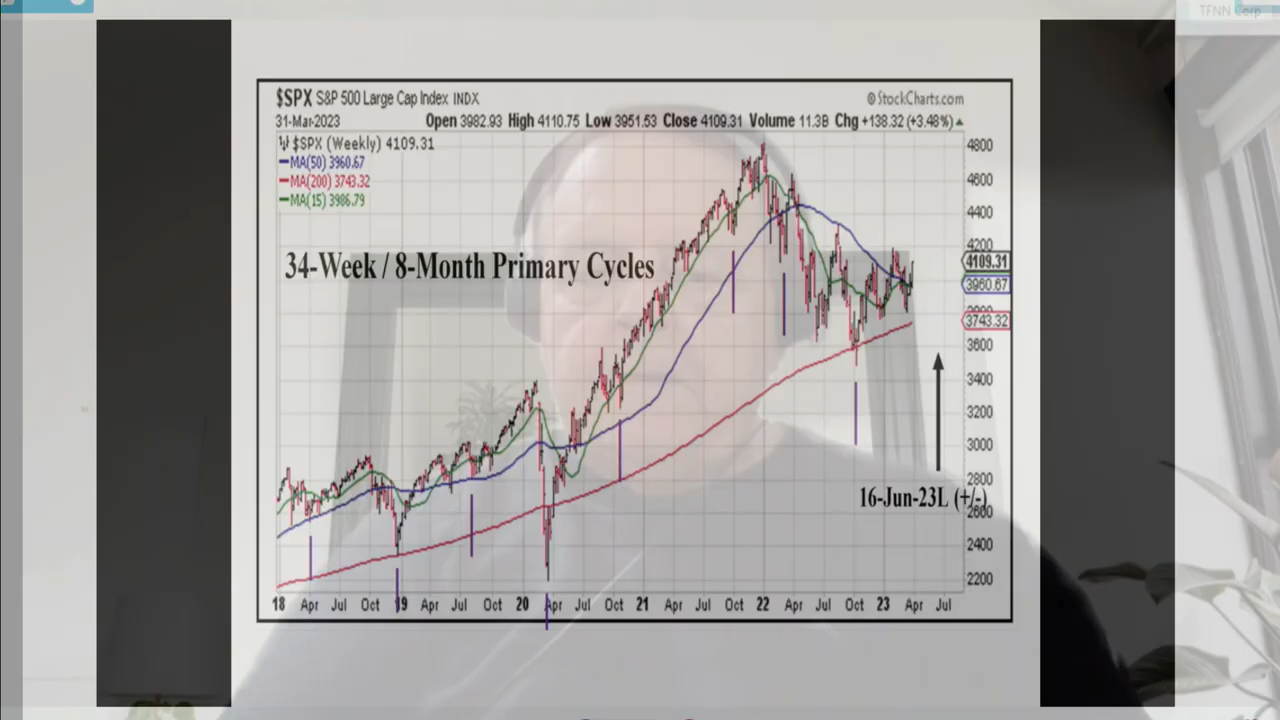 TFNN Corp
$SPX S&P 500 Large Cap Index INDX
© StockCharts.com
31-Mar-2023
Open 3982.93 High 4110.75 Low 3951.53 Close 4109.31 Volume 11.3B Chg +138.32 (+3.48%)
$SPX (Weekly) 4109.31
MA(50) 3960.67
MA(200) 3743.32
MA(15) 3986.79
34-Week / 8-Month Primary Cycles
4800
4600
4400
4200
4109.31
3960.67
3800
3743.32
3600
3400
3200
3000
2800
2600
2400
2200
16-Jun-23L (+/-)
18 Apr Jul Oct 19 Apr Jul Oct 20 Apr Jul Oct 21 Apr Jul Oct 22 Apr Jul Oct 23 Apr Jul